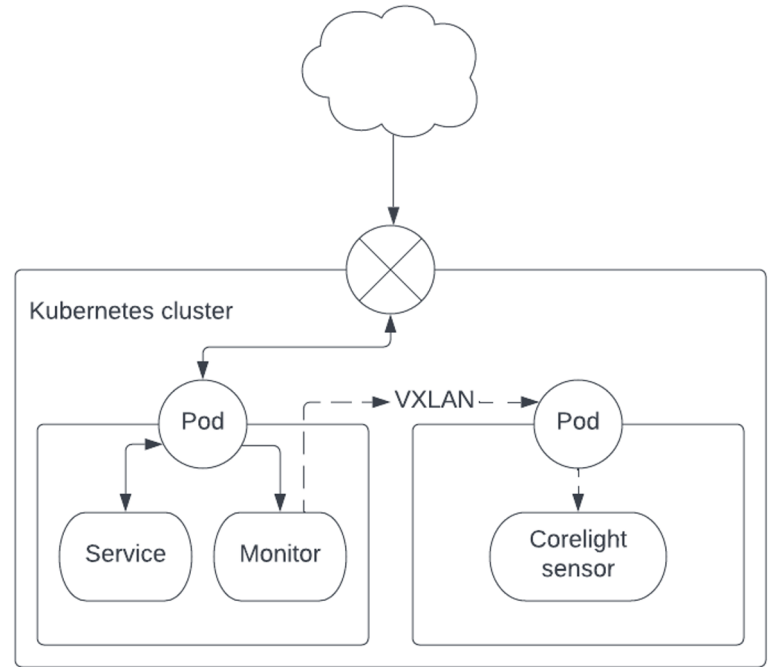 Kubernetes cluster
VXLAN
Pod
Pod
Service
Monitor
Corelight
sensor